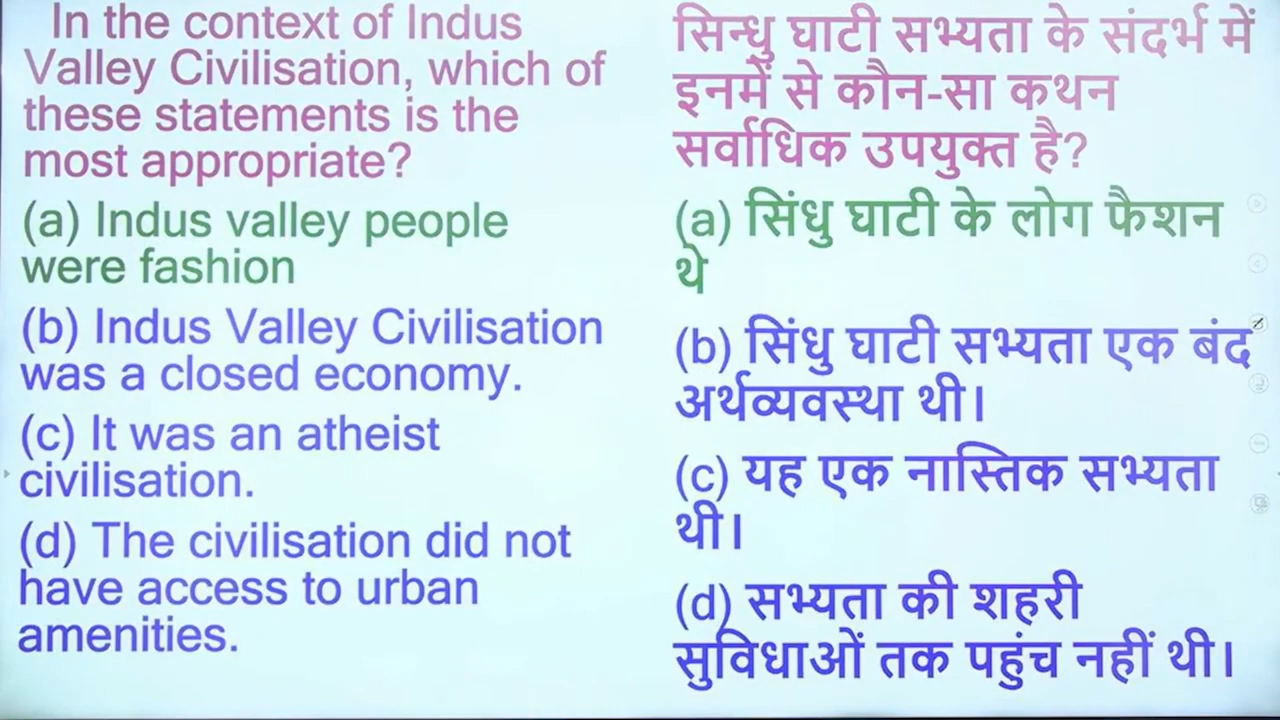 In the context of Indus
Valley Civilisation, which of
these statements is the
most appropriate?
(a) Indus valley people
were fashion
(b) Indus Valley Civilisation
was a closed economy.
(c) It was an atheist
civilisation.
(d) The civilisation did not
have access to urban
amenities.
सिन्धु घाटी सभ्यता के संदर्भ में
इनमें से कौन-सा कथन
सर्वाधिक उपयुक्त है?
(a) सिंधु घाटी के लोग फैशन
थे
(b) सिंधु घाटी सभ्यता एक बंद
अर्थव्यवस्था थी।
(c) यह एक नास्तिक सभ्यता
थी।
(d) सभ्यता की शहरी
सुविधाओं तक पहुंच नहीं थी।